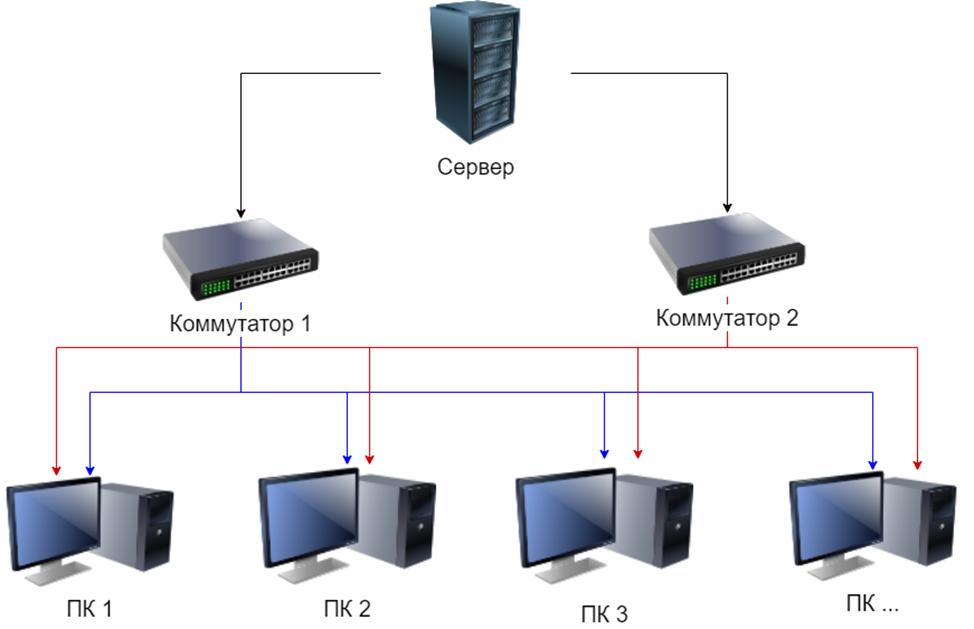 Сервер
Коммутатор 1
Коммутатор 2
ПК 1
ПК 2
ПК 3
ПК ...